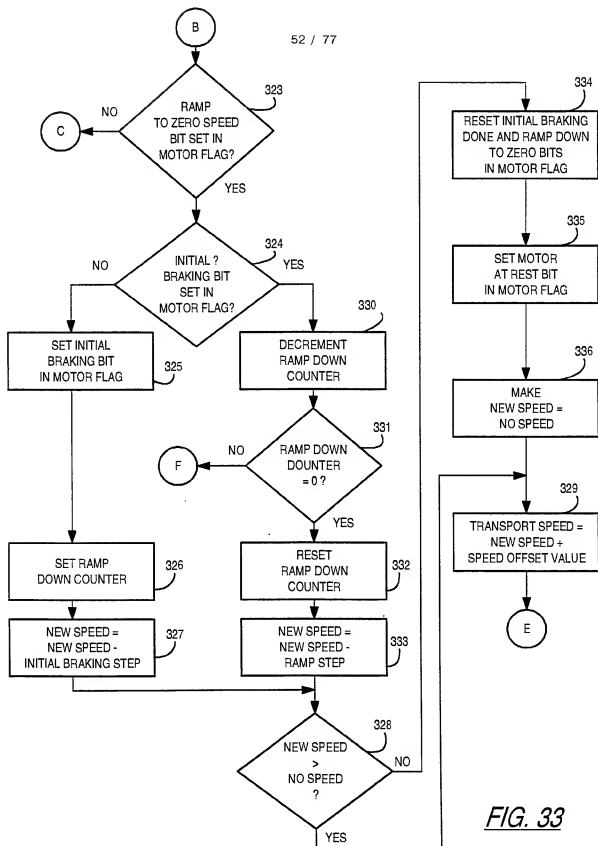 52 / 77
B
RAMP
TO ZERO SPEED
BIT SET IN
MOTOR FLAG?
323
NO
C
YES
INITIAL ?
BRAKING BIT
SET IN
MOTOR FLAG?
324
NO
YES
SET INITIAL
BRAKING BIT
IN MOTOR FLAG
325
330
DECREMENT
RAMP DOWN
COUNTER
331
RAMP DOWN
DOUNTER
= 0 ?
NO
F
YES
SET RAMP
DOWN COUNTER
326
RESET
RAMP DOWN
COUNTER
332
NEW SPEED =
NEW SPEED -
INITIAL BRAKING STEP
327
NEW SPEED =
NEW SPEED -
RAMP STEP
333
328
NEW SPEED
>
NO SPEED
?
NO
YES
334
RESET INITIAL BRAKING
DONE AND RAMP DOWN
TO ZERO BITS
IN MOTOR FLAG
335
SET MOTOR
AT REST BIT
IN MOTOR FLAG
336
MAKE
NEW SPEED =
NO SPEED
329
TRANSPORT SPEED =
NEW SPEED +
SPEED OFFSET VALUE
E
FIG. 33